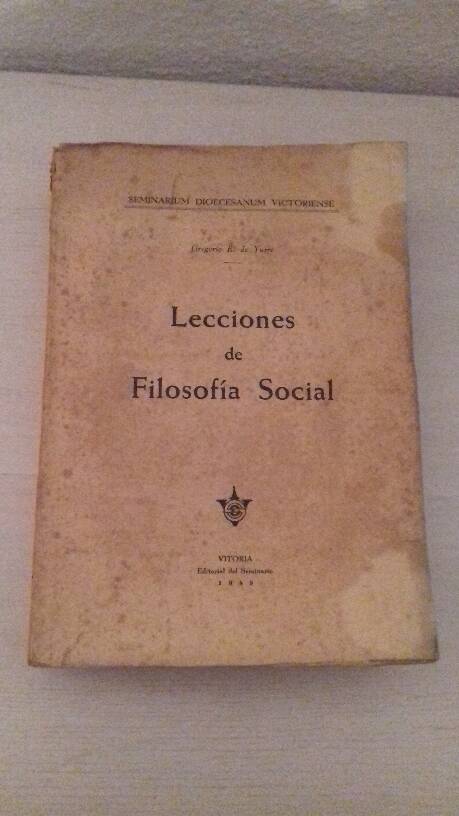 SEMINARIUM DIOECESANUM VICTORIENSE
Gregorio R. de Yurre
Lecciones
de
Filosofía Social
VITORIA
Editorial del Seminario